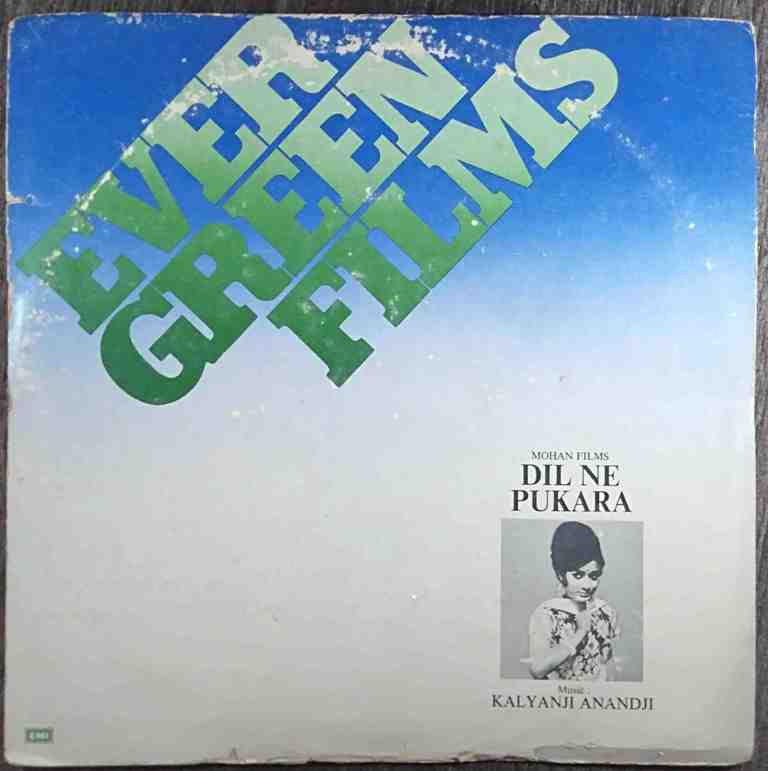 EVER
GREEN
FILMS
MOHAN FILMS
DIL NE
PUKARA
Music :
KALYANJI ANANDJI
EMI